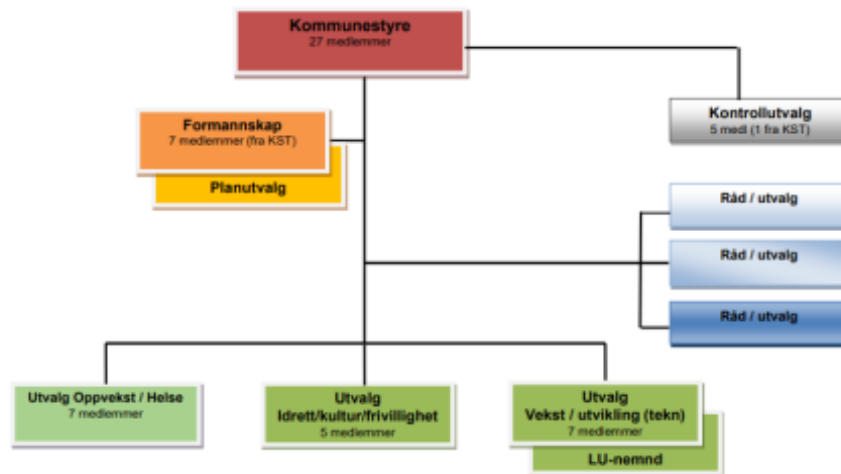 Kommunestyre
27 medlemmer
Formannskap
7 medlemmer (fra KST)
Planutvalg
Kontrollutvalg
5 medl (1 fra KST)
Råd / utvalg
Råd / utvalg
Råd / utvalg
Utvalg Oppvekst / Helse
7 medlemmer
Utvalg
Idrett/kultur/frivillighet
5 medlemmer
Utvalg
Vekst / utvikling (tekn)
7 medlemmer
LU-nemnd